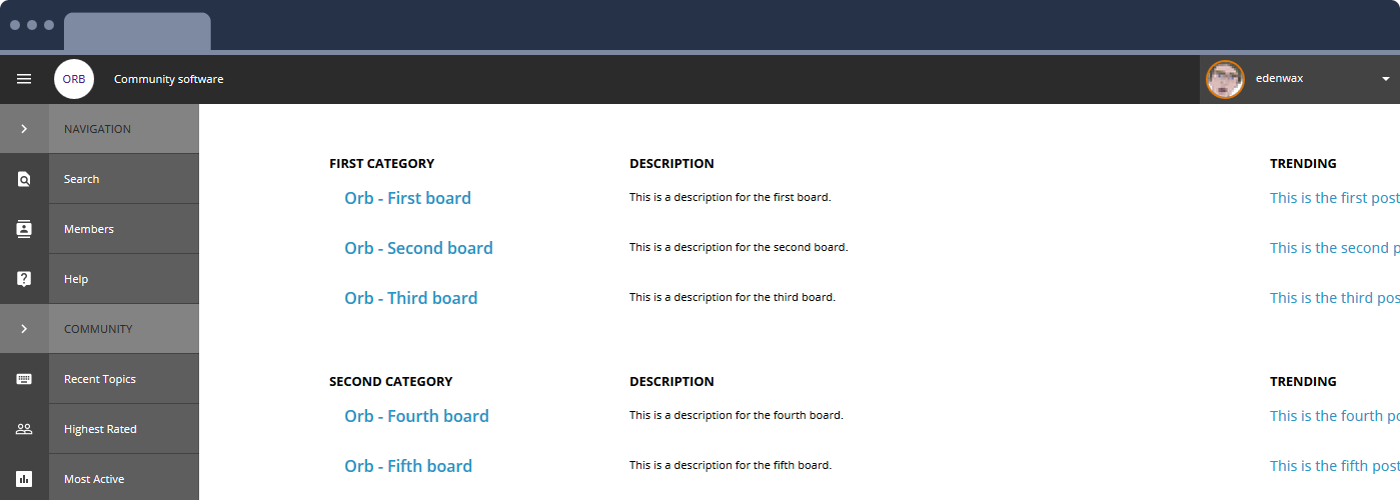 ORB
Community software
edenwax
NAVIGATION
Search
Members
Help
COMMUNITY
Recent Topics
Highest Rated
Most Active
FIRST CATEGORY DESCRIPTION TRENDING
Orb - First board This is a description for the first board. This is the first post
Orb - Second board This is a description for the second board. This is the second p
Orb - Third board This is a description for the third board. This is the third pos
SECOND CATEGORY DESCRIPTION TRENDING
Orb - Fourth board This is a description for the fourth board. This is the fourth po
Orb - Fifth board This is a description for the fifth board. This is the fifth post